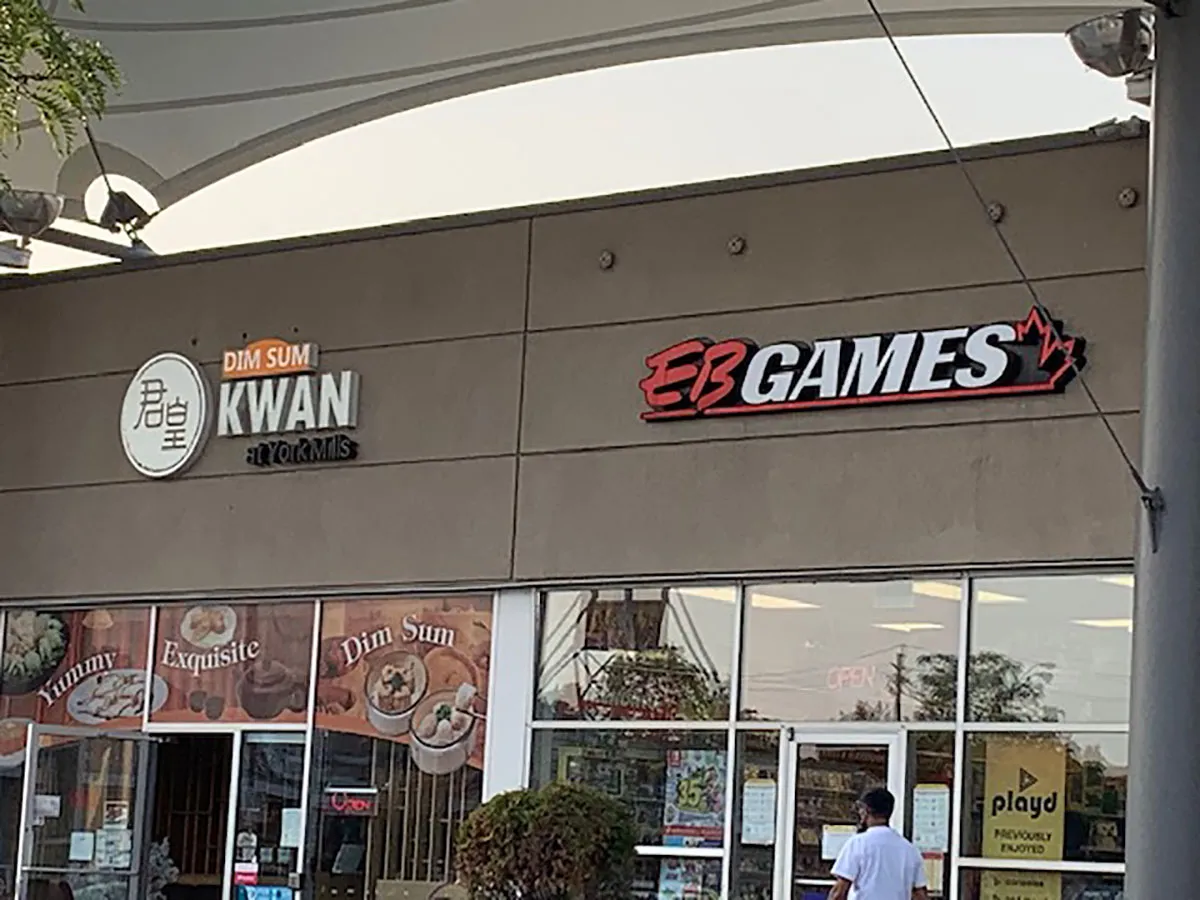 君皇
DIM SUM
KWAN
at York Mills
EB GAMES
Yummy
Exquisite
Dim Sum
OPEN
OPEN
35
playd
PREVIOUSLY
ENJOYED